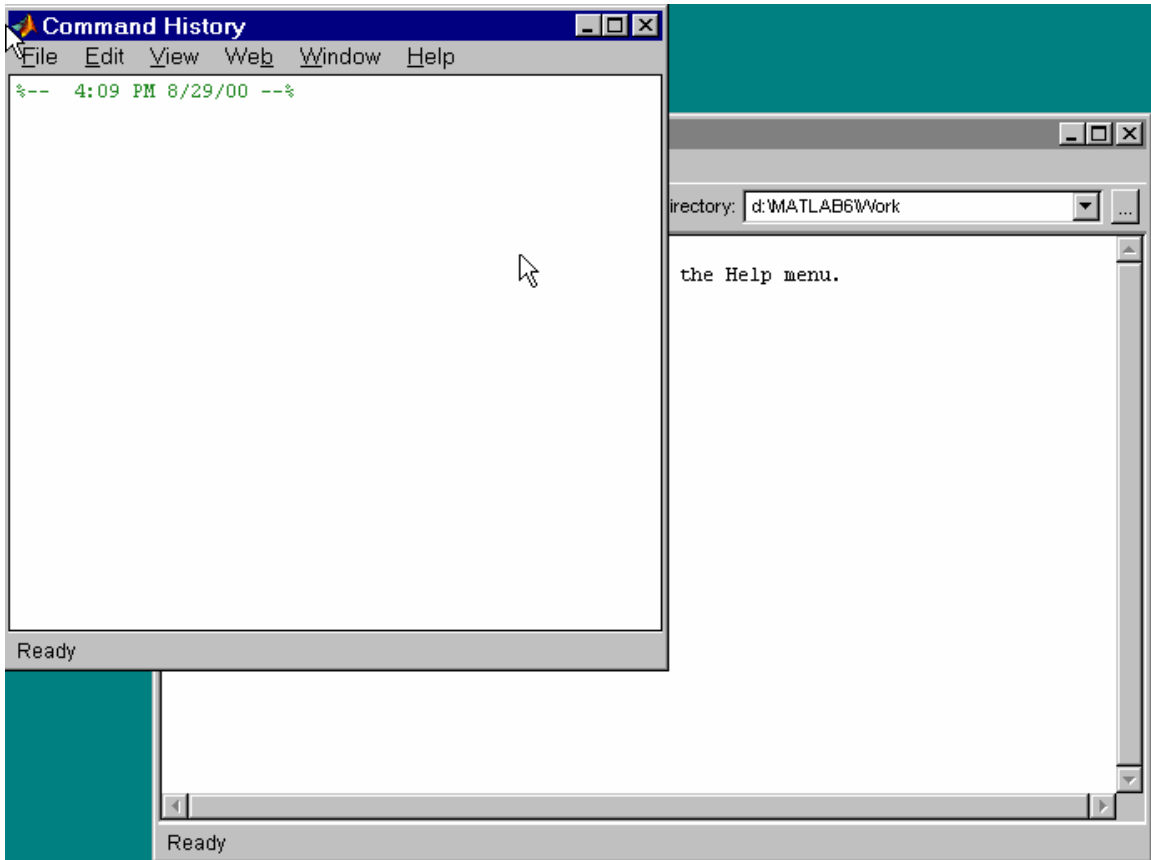 Command History
File Edit View Web Window Help
%-- 4:09 PM 8/29/00 --%
irectory: d:\MATLAB6\Work ...
the Help menu.
Ready
Ready